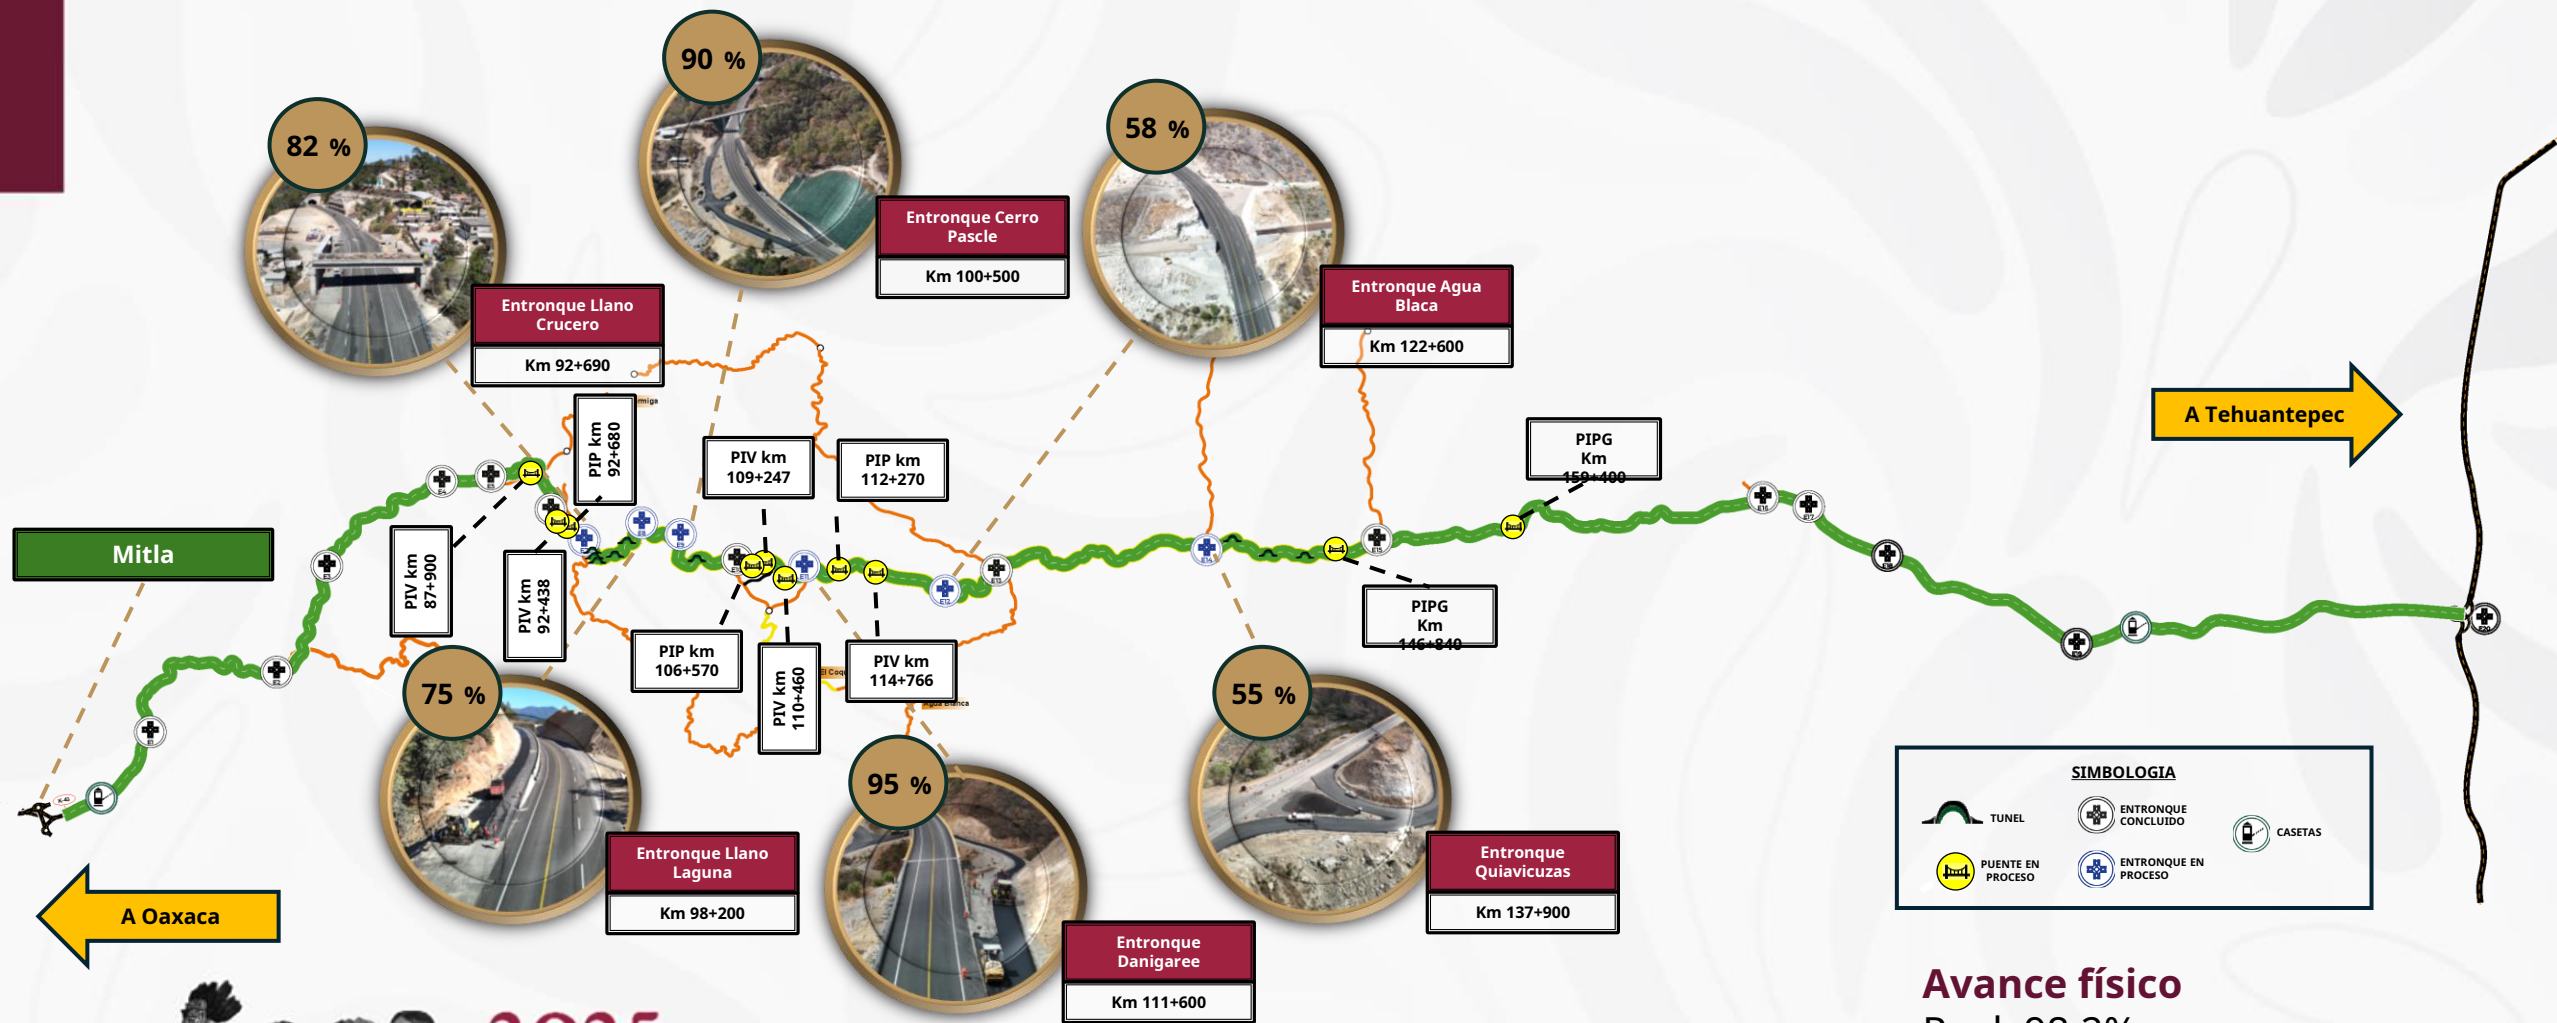 90 %
82 %
58 %
Entronque Cerro
Pascle
Km 100+500
Entronque Llano
Crucero
Km 92+690
Entronque Agua
Blaca
Km 122+600
A Tehuantepec
PIP km
92+680
PIV km
109+247
PIP km
112+270
PIPG
Km
159+400
Mitla
PIV km
87+900
PIV km
92+438
PIP km
106+570
PIV km
110+460
PIV km
114+766
PIPG
Km
146+840
75 %
55 %
95 %
Agua Blanca
Entronque Llano
Laguna
Km 98+200
Entronque
Quiavicuzas
Km 137+900
Entronque
Danigaree
Km 111+600
A Oaxaca
SIMBOLOGIA
TUNEL
ENTRONQUE
CONCLUIDO
CASETAS
PUENTE EN
PROCESO
ENTRONQUE EN
PROCESO
Avance físico
2025